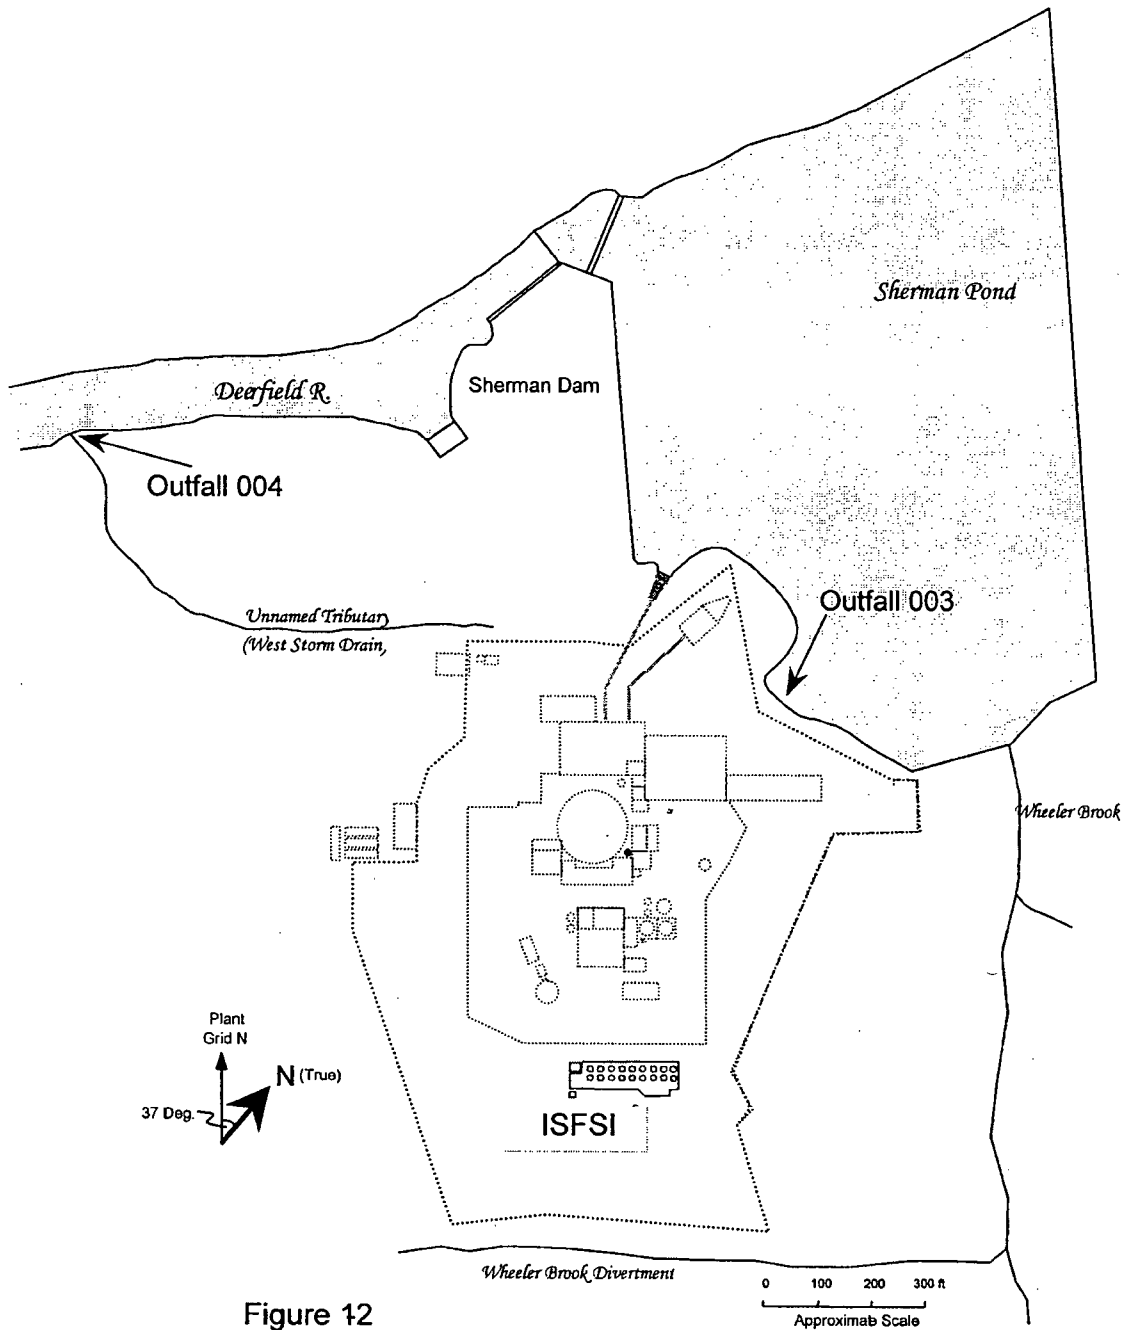 Sherman Pond
Deerfield R.
Sherman Dam
Outfall 004
Outfall 003
Unnamed Tributary
(West Storm Drain,
Wheeler Brook
Plant
Grid N
N (True)
37 Deg.
ISFSI
Wheeler Brook Divertment
0 100 200 300 ft
Approximate Scale
Figure 12